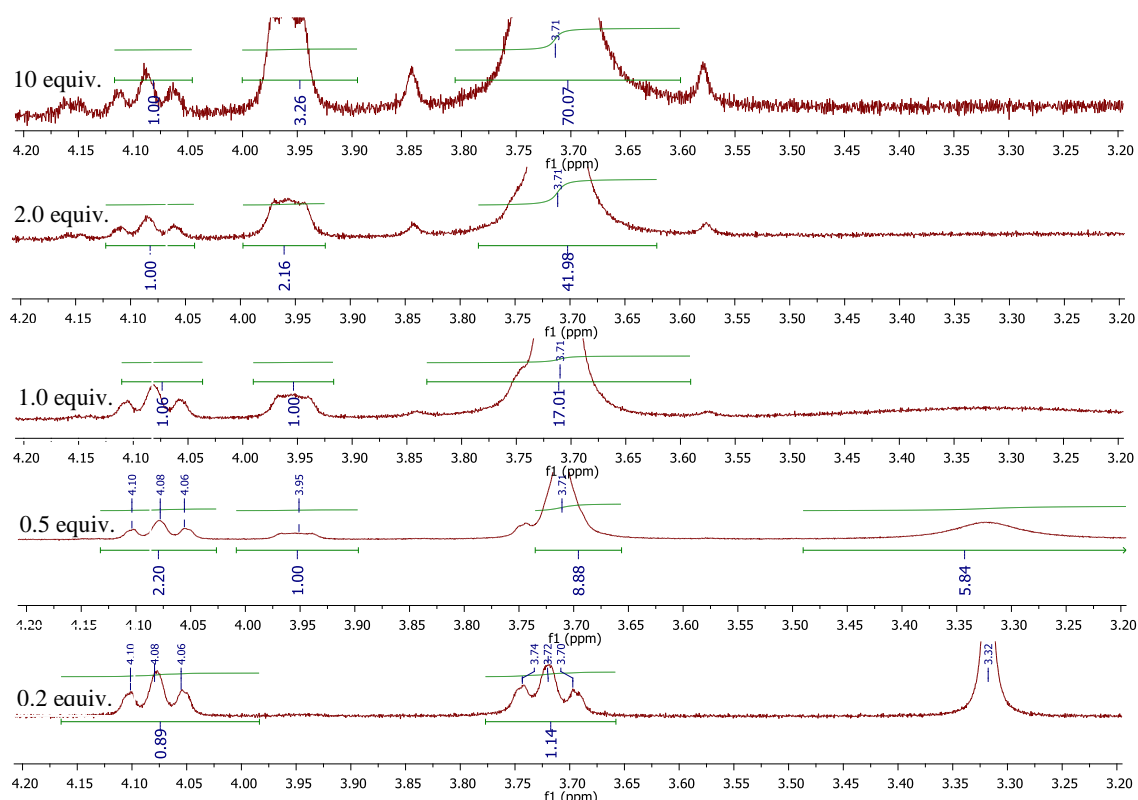 3.71
10 equiv.
1.00 3.26 70.07
4.20 4.15 4.10 4.05 4.00 3.95 3.90 3.85 3.80 3.75 3.70 3.65 3.60 3.55 3.50 3.45 3.40 3.35 3.30 3.25 3.20
f1 (ppm)
3.71
2.0 equiv.
1.00 2.16 41.98
4.20 4.15 4.10 4.05 4.00 3.95 3.90 3.85 3.80 3.75 3.70 3.65 3.60 3.55 3.50 3.45 3.40 3.35 3.30 3.25 3.20
f1 (ppm)
3.71
1.0 equiv.
1.06 1.00 17.01
4.20 4.15 4.10 4.05 4.00 3.95 3.90 3.85 3.80 3.75 3.70 3.65 3.60 3.55 3.50 3.45 3.40 3.35 3.30 3.25 3.20
f1 (ppm)
4.10 4.08 4.06 3.95 3.71
0.5 equiv.
2.20 1.00 8.88 5.84
4.20 4.15 4.10 4.05 4.00 3.95 3.90 3.85 3.80 3.75 3.70 3.65 3.60 3.55 3.50 3.45 3.40 3.35 3.30 3.25 3.20
f1 (ppm)
4.10 4.08 4.06 3.74 3.72 3.70 3.32
0.2 equiv.
0.89 1.14
4.20 4.15 4.10 4.05 4.00 3.95 3.90 3.85 3.80 3.75 3.70 3.65 3.60 3.55 3.50 3.45 3.40 3.35 3.30 3.25 3.20
f1 (ppm)